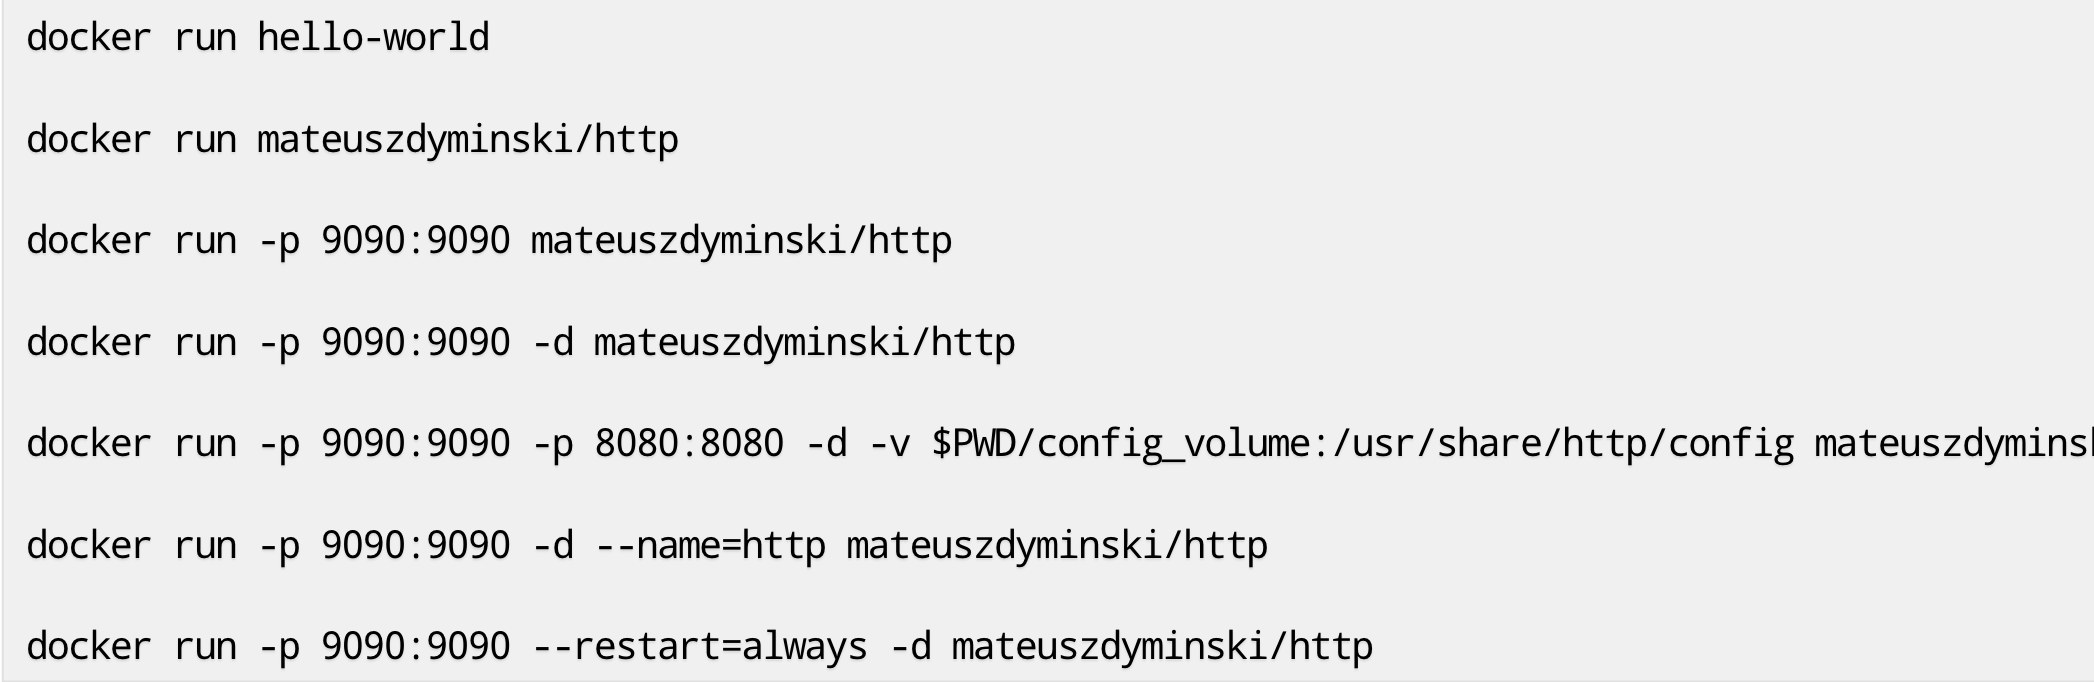 docker run hello-world
docker run mateuszdyminski/http
docker run -p 9090:9090 mateuszdyminski/http
docker run -p 9090:9090 -d mateuszdyminski/http
docker run -p 9090:9090 -p 8080:8080 -d -v $PWD/config_volume:/usr/share/http/config
docker run -p 9090:9090 -d --name=http mateuszdyminski/http
docker run -p 9090:9090 --restart=always -d mateuszdyminski/http